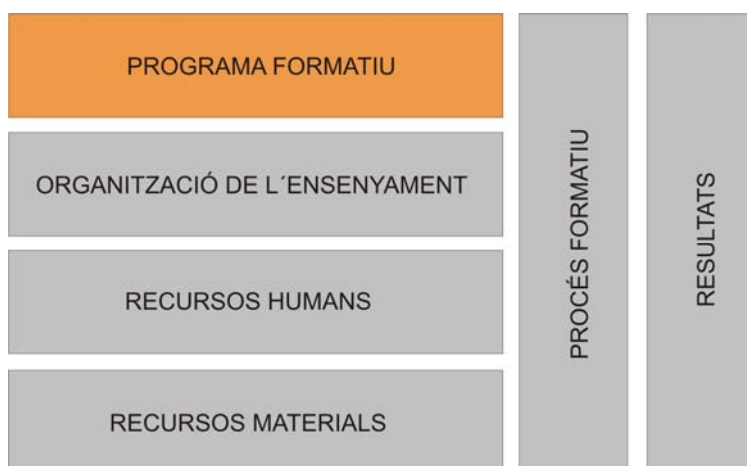 PROGRAMA FORMATIU
ORGANITZACIÓ DE L´ENSENYAMENT
RECURSOS HUMANS
RECURSOS MATERIALS
PROCÉS FORMATIU
RESULTATS